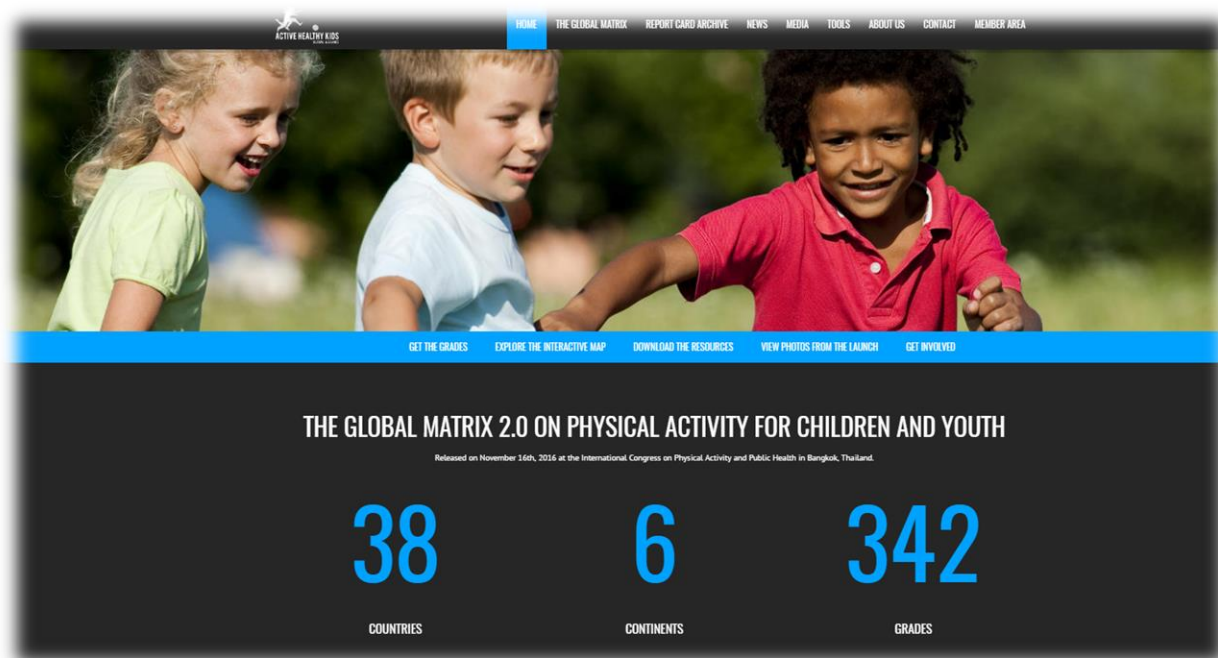 ACTIVE HEALTHY KIDS
GLOBAL ALLIANCE
HOME THE GLOBAL MATRIX REPORT CARD ARCHIVE NEWS MEDIA TOOLS ABOUT US CONTACT MEMBER AREA
GET THE GRADES EXPLORE THE INTERACTIVE MAP DOWNLOAD THE RESOURCES VIEW PHOTOS FROM THE LAUNCH GET INVOLVED
THE GLOBAL MATRIX 2.0 ON PHYSICAL ACTIVITY FOR CHILDREN AND YOUTH
Released on November 16th, 2016 at the International Congress on Physical Activity and Public Health in Bangkok, Thailand.
38 6 342
COUNTRIES CONTINENTS GRADES